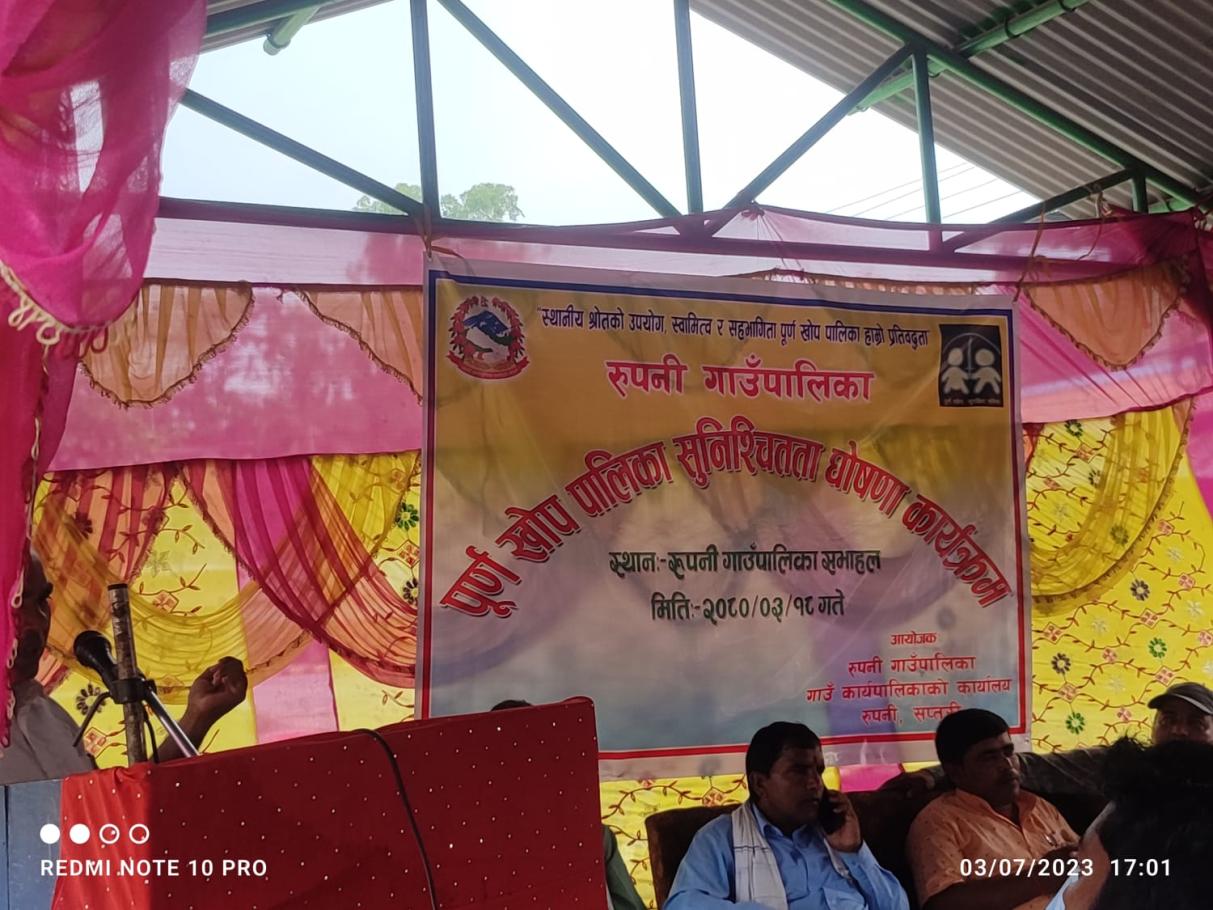 "स्थानीय श्रोतको उपयोग, स्वामित्व र सहभागिता पूर्ण खोप पालिका हाम्रो प्रतिवद्दता
रुपनी गाउँपालिका
पूर्ण खोप पालिका सुनिश्चितता घोषणा कार्यक्रम
स्थानः-रूपनी गाउँपालिका सभाहल
मितिः-२०८०/०३/१८ गते
आयोजक
रुपनी गाउँपालिका
गाउँ कार्यपालिकाको कार्यालय
रुपनी, सप्तरी
REDMI NOTE 10 PRO
03/07/2023 17:01